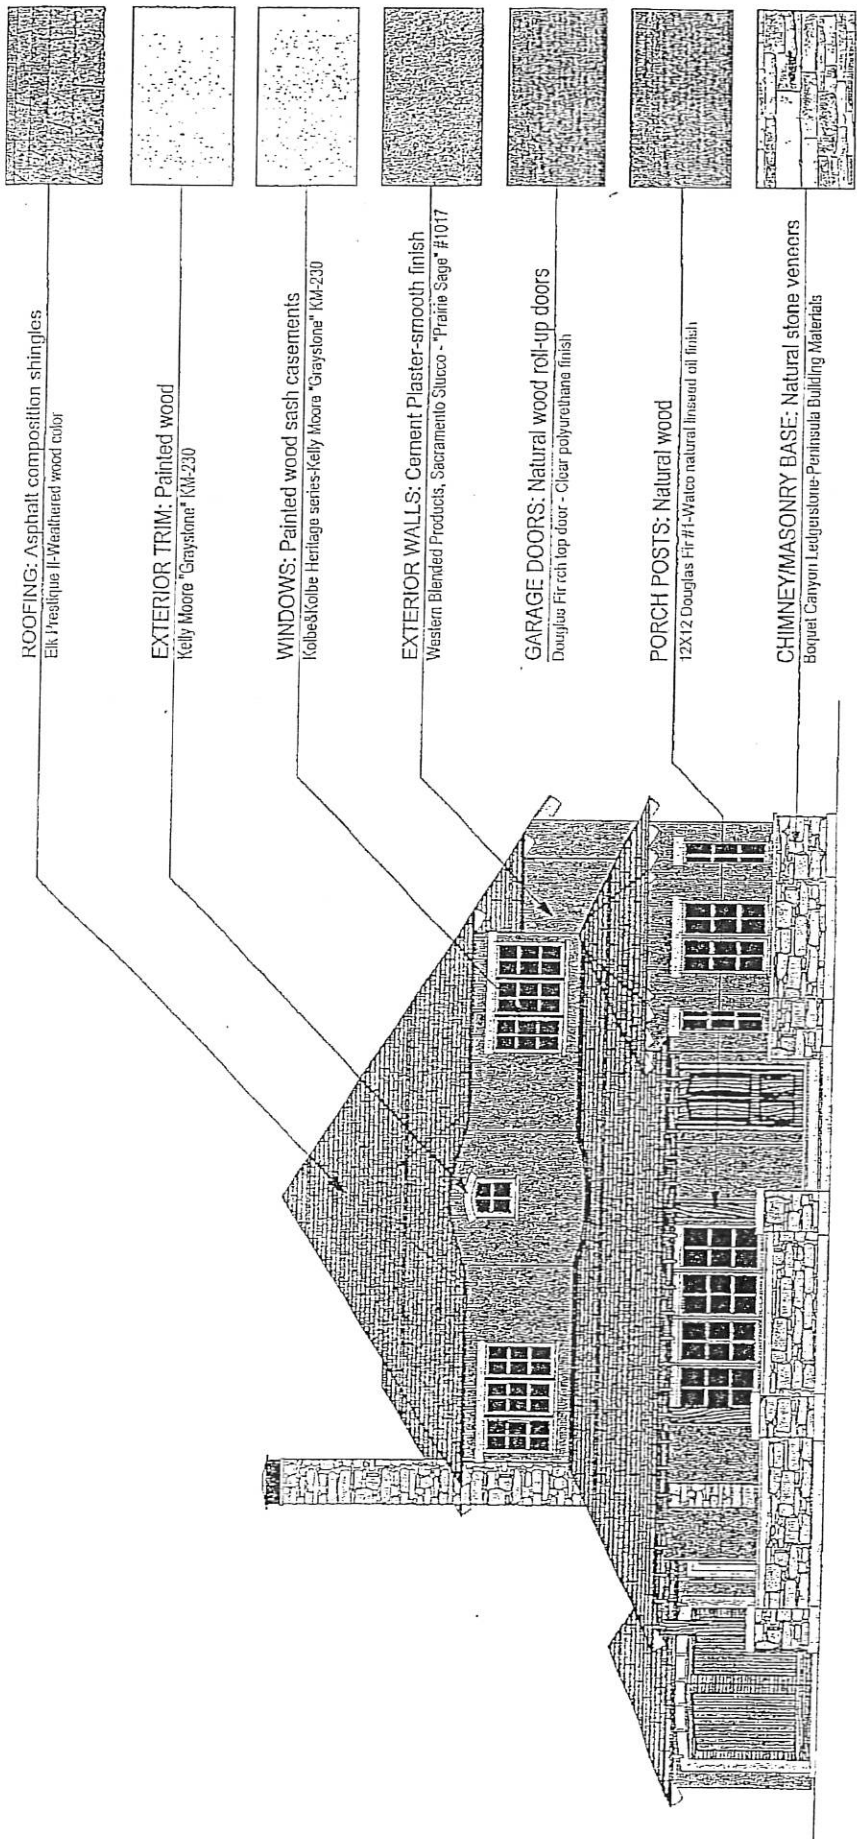 ROOFING: Asphalt composition shingles
Elk Prestique II-Weathered wood color
EXTERIOR TRIM: Painted wood
Kelly Moore "Graystone" KM-230
WINDOWS: Painted wood sash casements
Kolbe&Kolbe Heritage series-Kelly Moore "Graystone" KM-230
EXTERIOR WALLS: Cement Plaster-smooth finish
Western Blended Products, Sacramento Stucco - "Prairie Sage" #1017
GARAGE DOORS: Natural wood roll-up doors
Douglas Fir rch top door - Clear polyurethane finish
PORCH POSTS: Natural wood
12X12 Douglas Fir #1-Watco natural linseed oil finish
CHIMNEY/MASONRY BASE: Natural stone veneers
Boquet Canyon Ledgerstone-Peninsula Building Materials